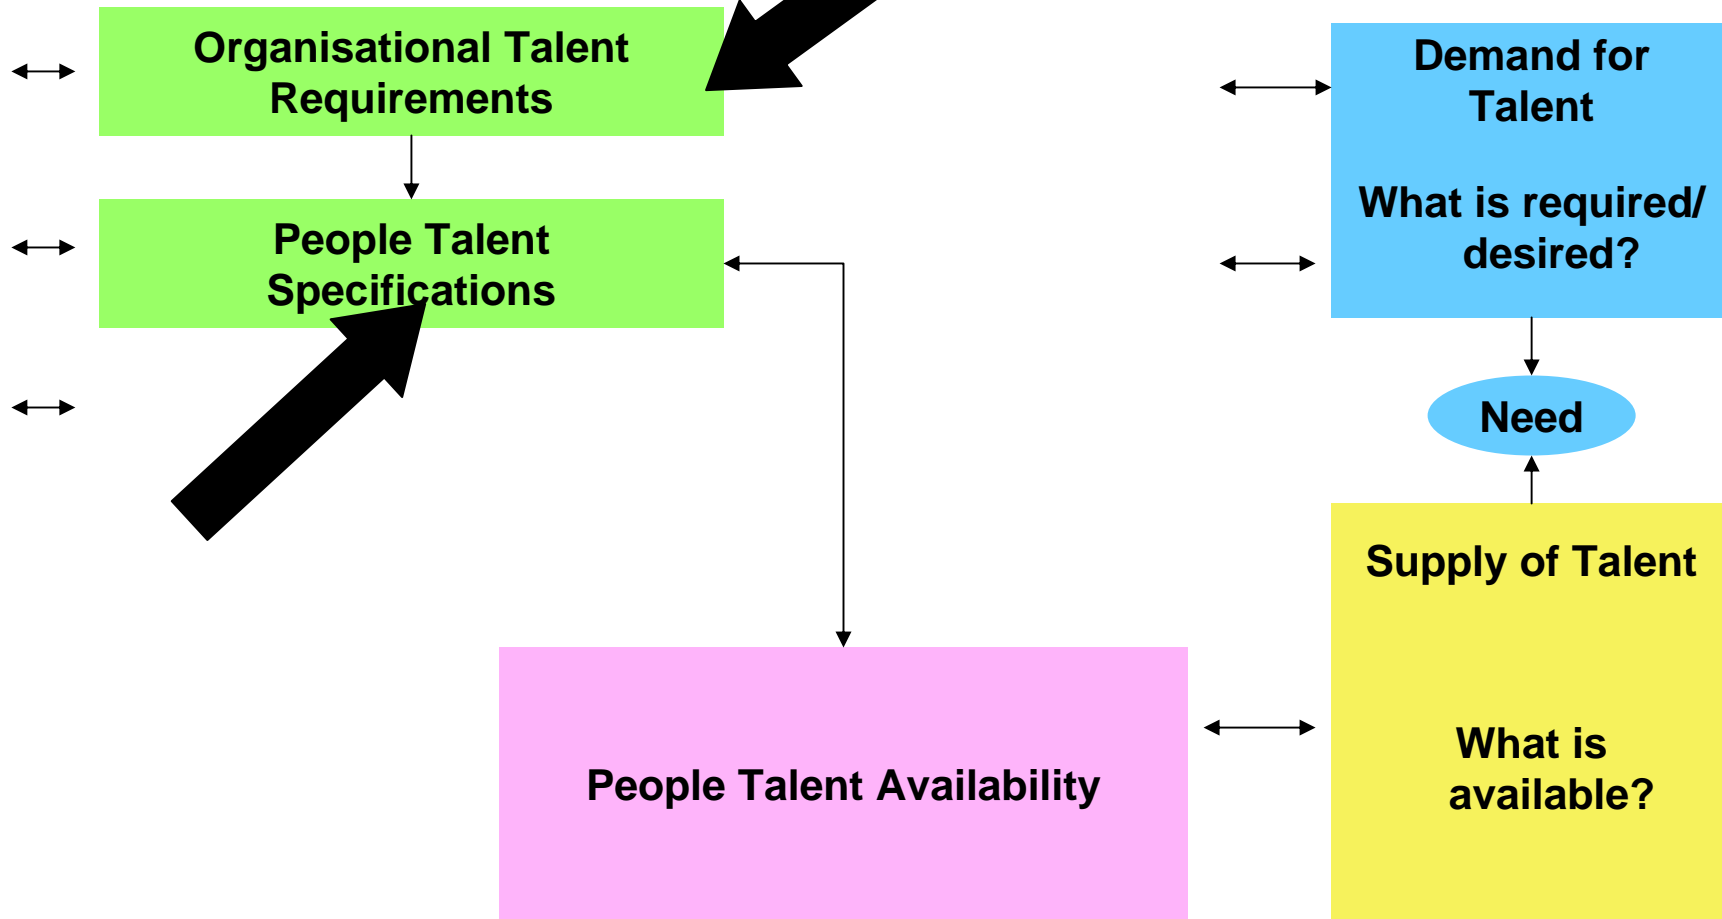 Organisational Talent
Requirements
People Talent
Specifications
People Talent Availability
Demand for
Talent
What is required/
desired?
Need
Supply of Talent
What is
available?